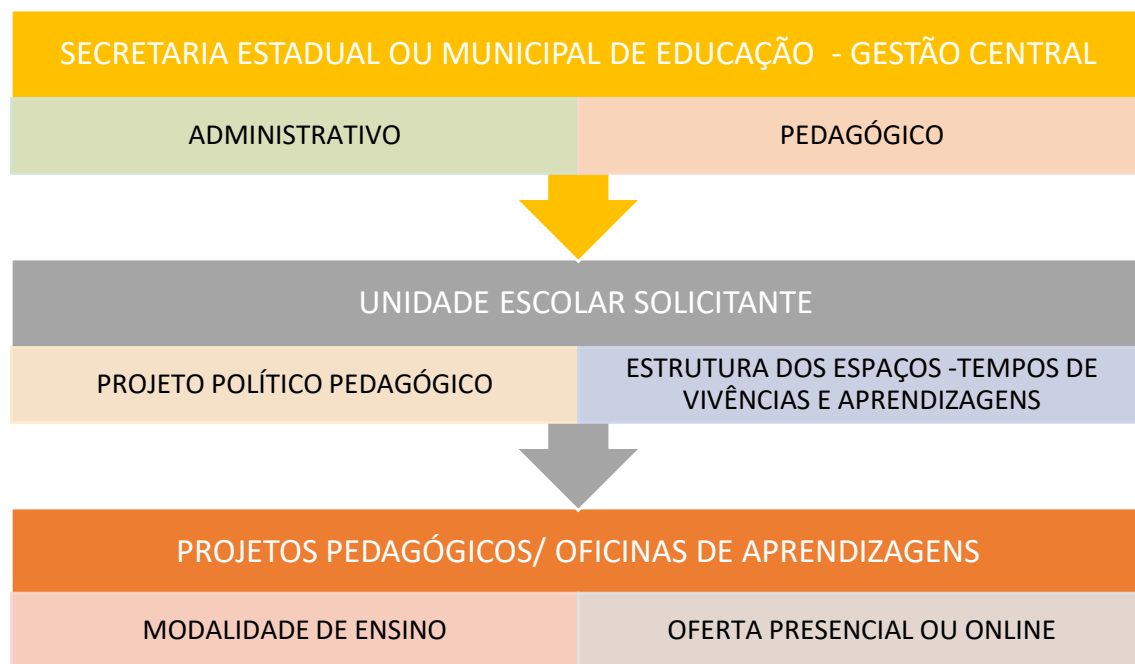 SECRETARIA ESTADUAL OU MUNICIPAL DE EDUCAÇÃO - GESTÃO CENTRAL
ADMINISTRATIVO
PEDAGÓGICO
UNIDADE ESCOLAR SOLICITANTE
PROJETO POLÍTICO PEDAGÓGICO
ESTRUTURA DOS ESPAÇOS -TEMPOS DE
VIVÊNCIAS E APRENDIZAGENS
PROJETOS PEDAGÓGICOS/ OFICINAS DE APRENDIZAGENS
MODALIDADE DE ENSINO
OFERTA PRESENCIAL OU ONLINE